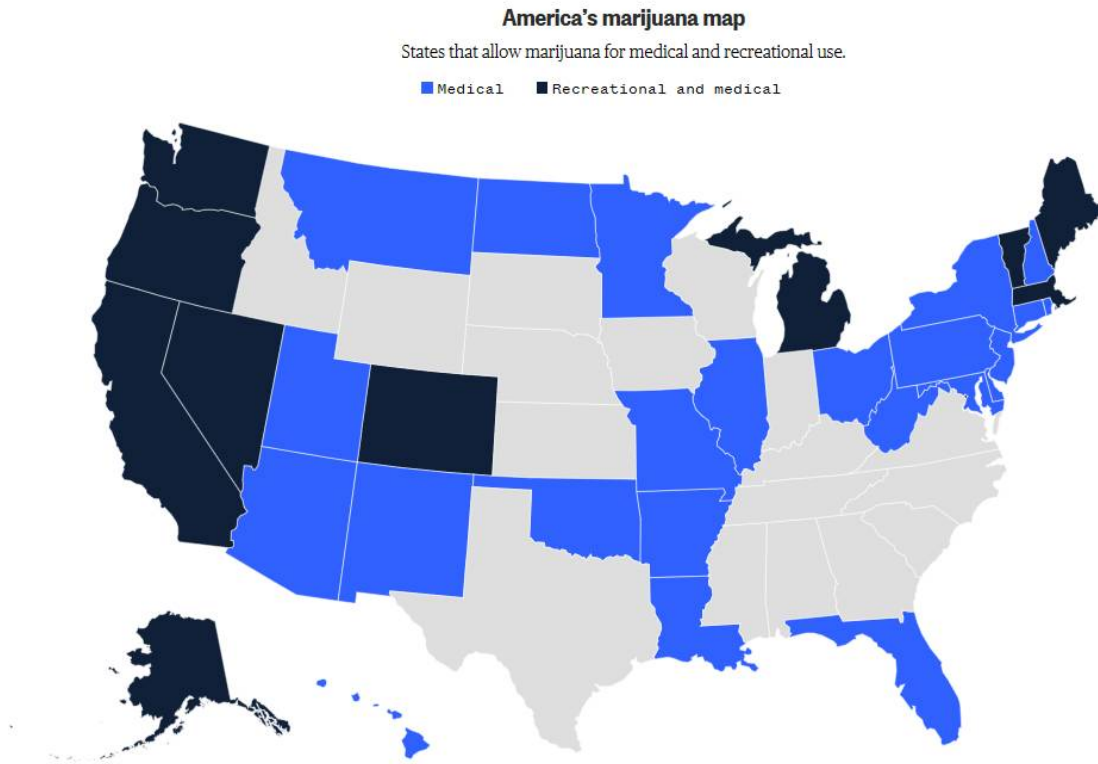 America’s marijuana map
States that allow marijuana for medical and recreational use.
Medical Recreational and medical